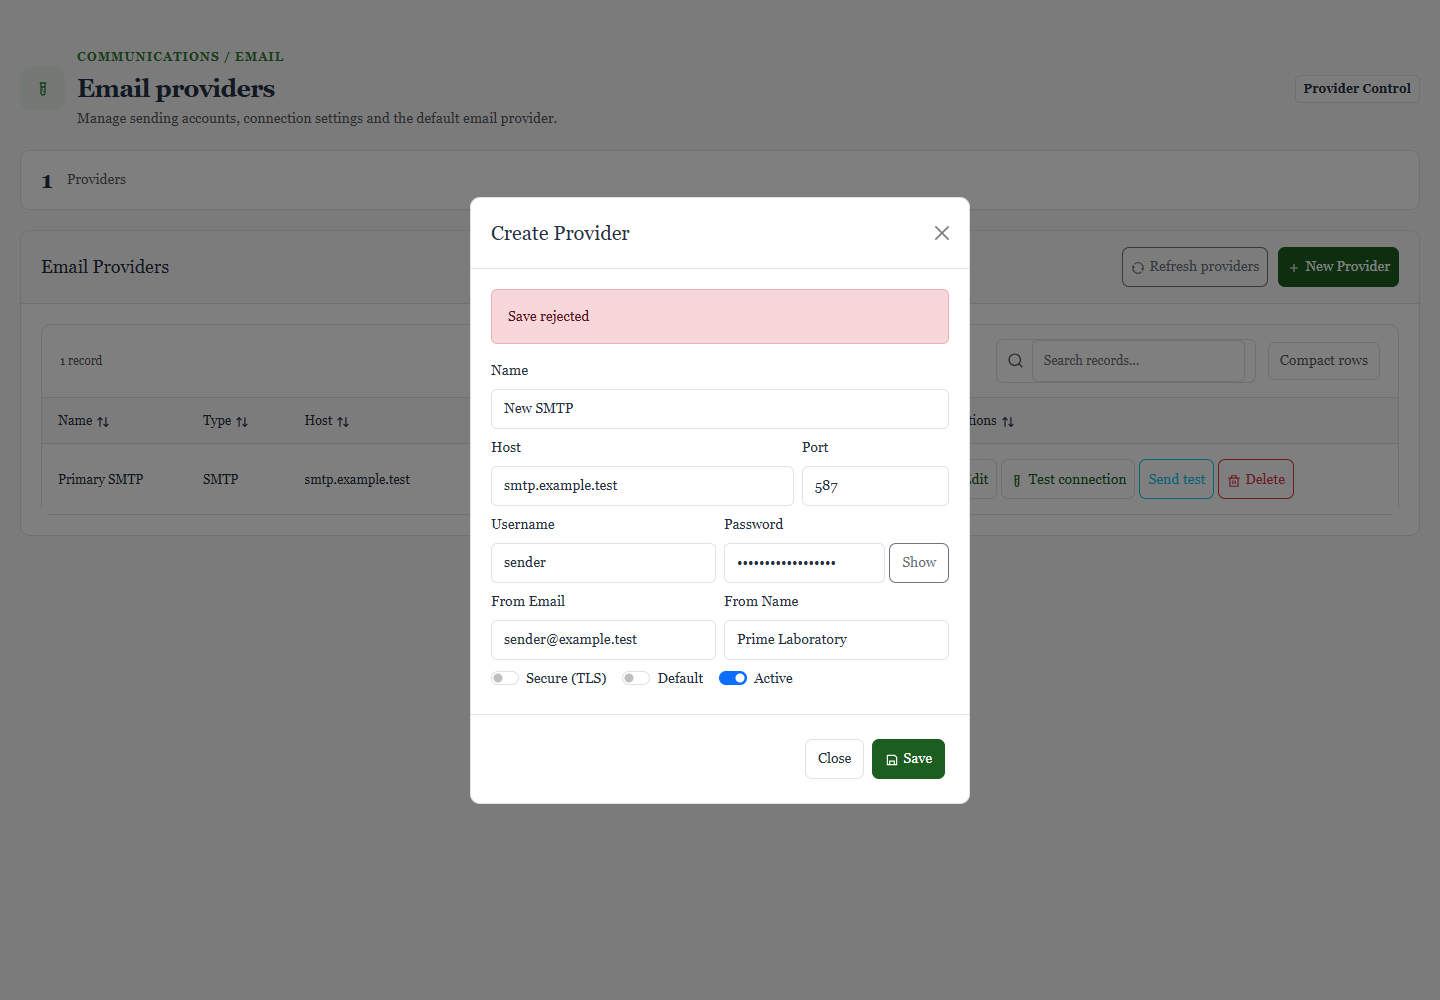 COMMUNICATIONS / EMAIL
Email providers
Manage sending accounts, connection settings and the default email provider.
Provider Control
1 Providers
Email Providers
Refresh providers
New Provider
1 record
Search records...
Compact rows
Name
Type
Host
Primary SMTP
SMTP
smtp.example.test
Test connection
Send test
Delete
Create Provider
Save rejected
Name
New SMTP
Host
Port
smtp.example.test
587
Username
Password
sender
••••••••••••••••••
Show
From Email
From Name
sender@example.test
Prime Laboratory
Secure (TLS)
Default
Active
Close
Save